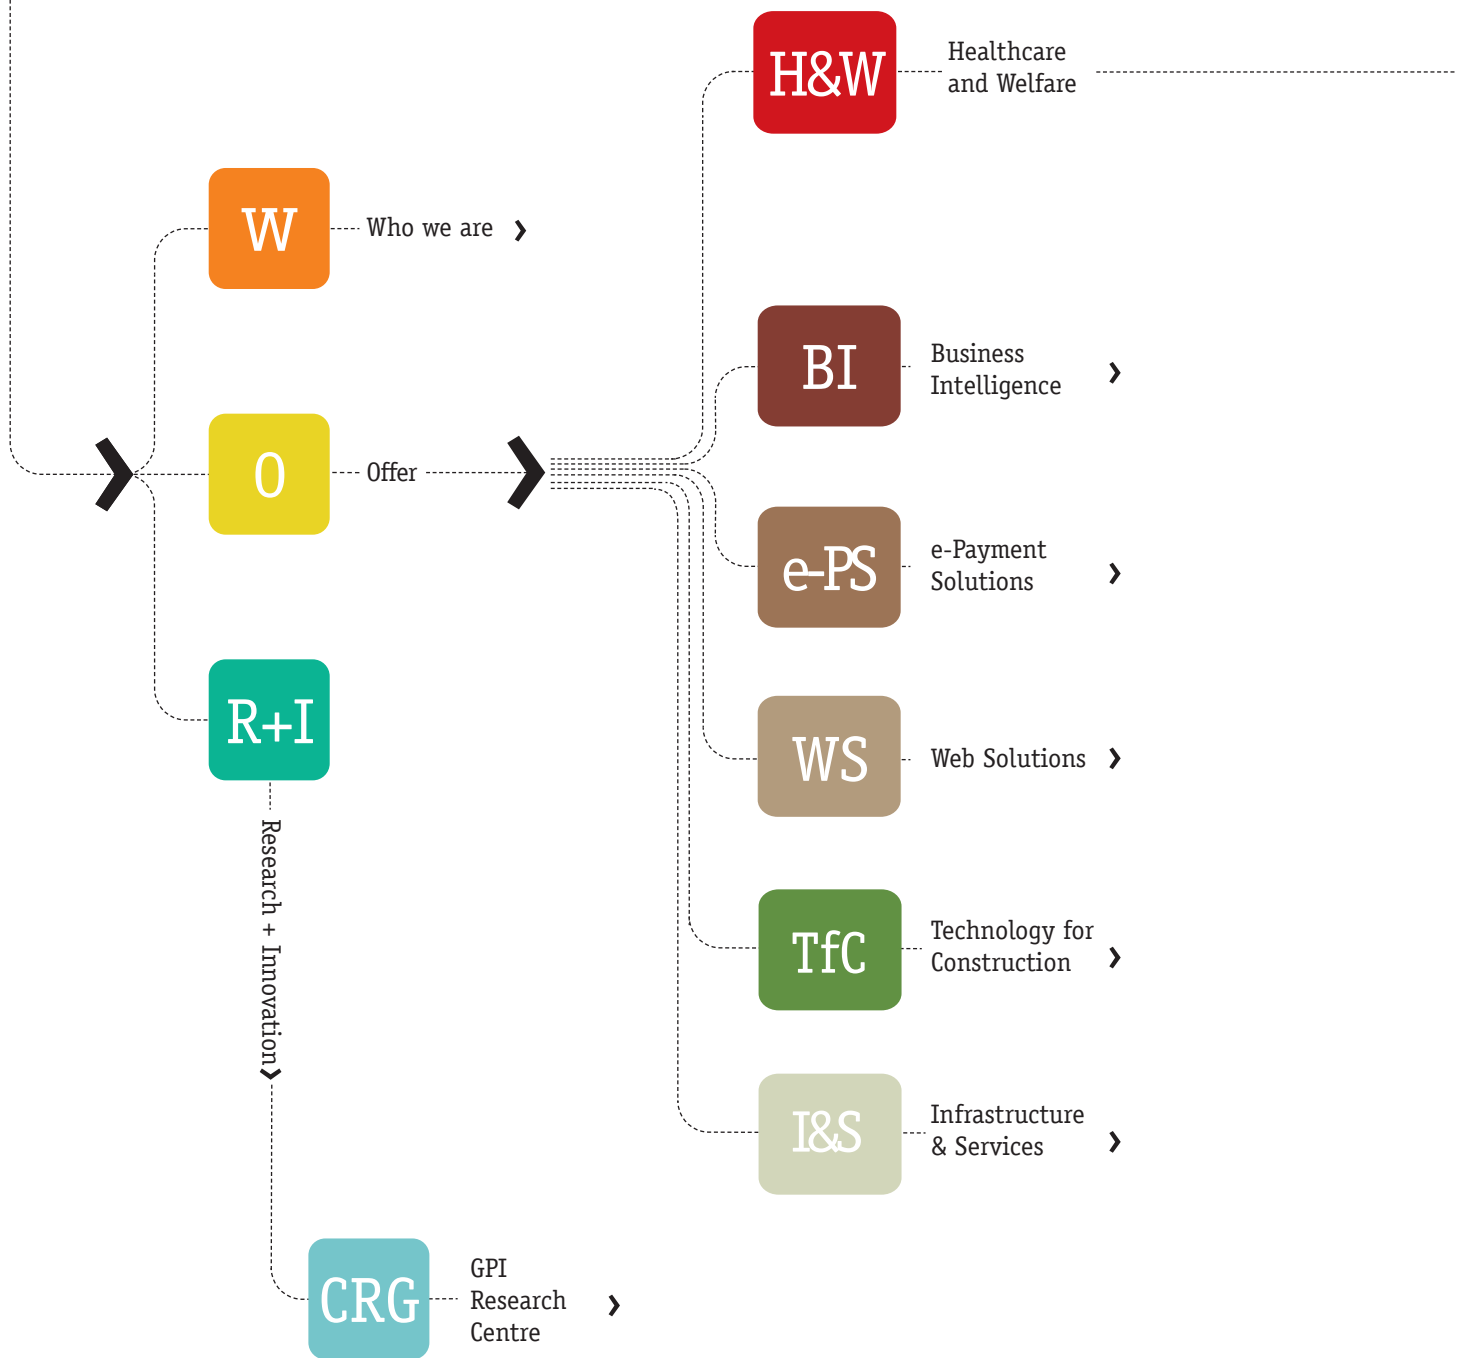 H&W
Healthcare
and Welfare
W
Who we are
BI
Business
Intelligence
O
Offer
e-PS
e-Payment
Solutions
R+I
Research + Innovation
WS
Web Solutions
TfC
Technology for
Construction
I&S
Infrastructure
& Services
CRG
GPI
Research
Centre